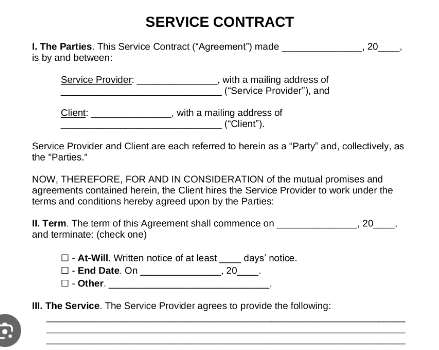 SERVICE CONTRACT
I. The Parties. This Service Contract (“Agreement”) made _______________, 20____,
is by and between:
Service Provider: _______________, with a mailing address of
______________________________ (“Service Provider”), and
Client: _______________, with a mailing address of
______________________________ (“Client”).
Service Provider and Client are each referred to herein as a “Party” and, collectively, as
the "Parties."
NOW, THEREFORE, FOR AND IN CONSIDERATION of the mutual promises and
agreements contained herein, the Client hires the Service Provider to work under the
terms and conditions hereby agreed upon by the Parties:
II. Term. The term of this Agreement shall commence on _______________, 20____,
and terminate: (check one)
☐ - At-Will. Written notice of at least ____ days’ notice.
☐ - End Date. On _______________, 20____.
☐ - Other. ______________________________.
III. The Service. The Service Provider agrees to provide the following: